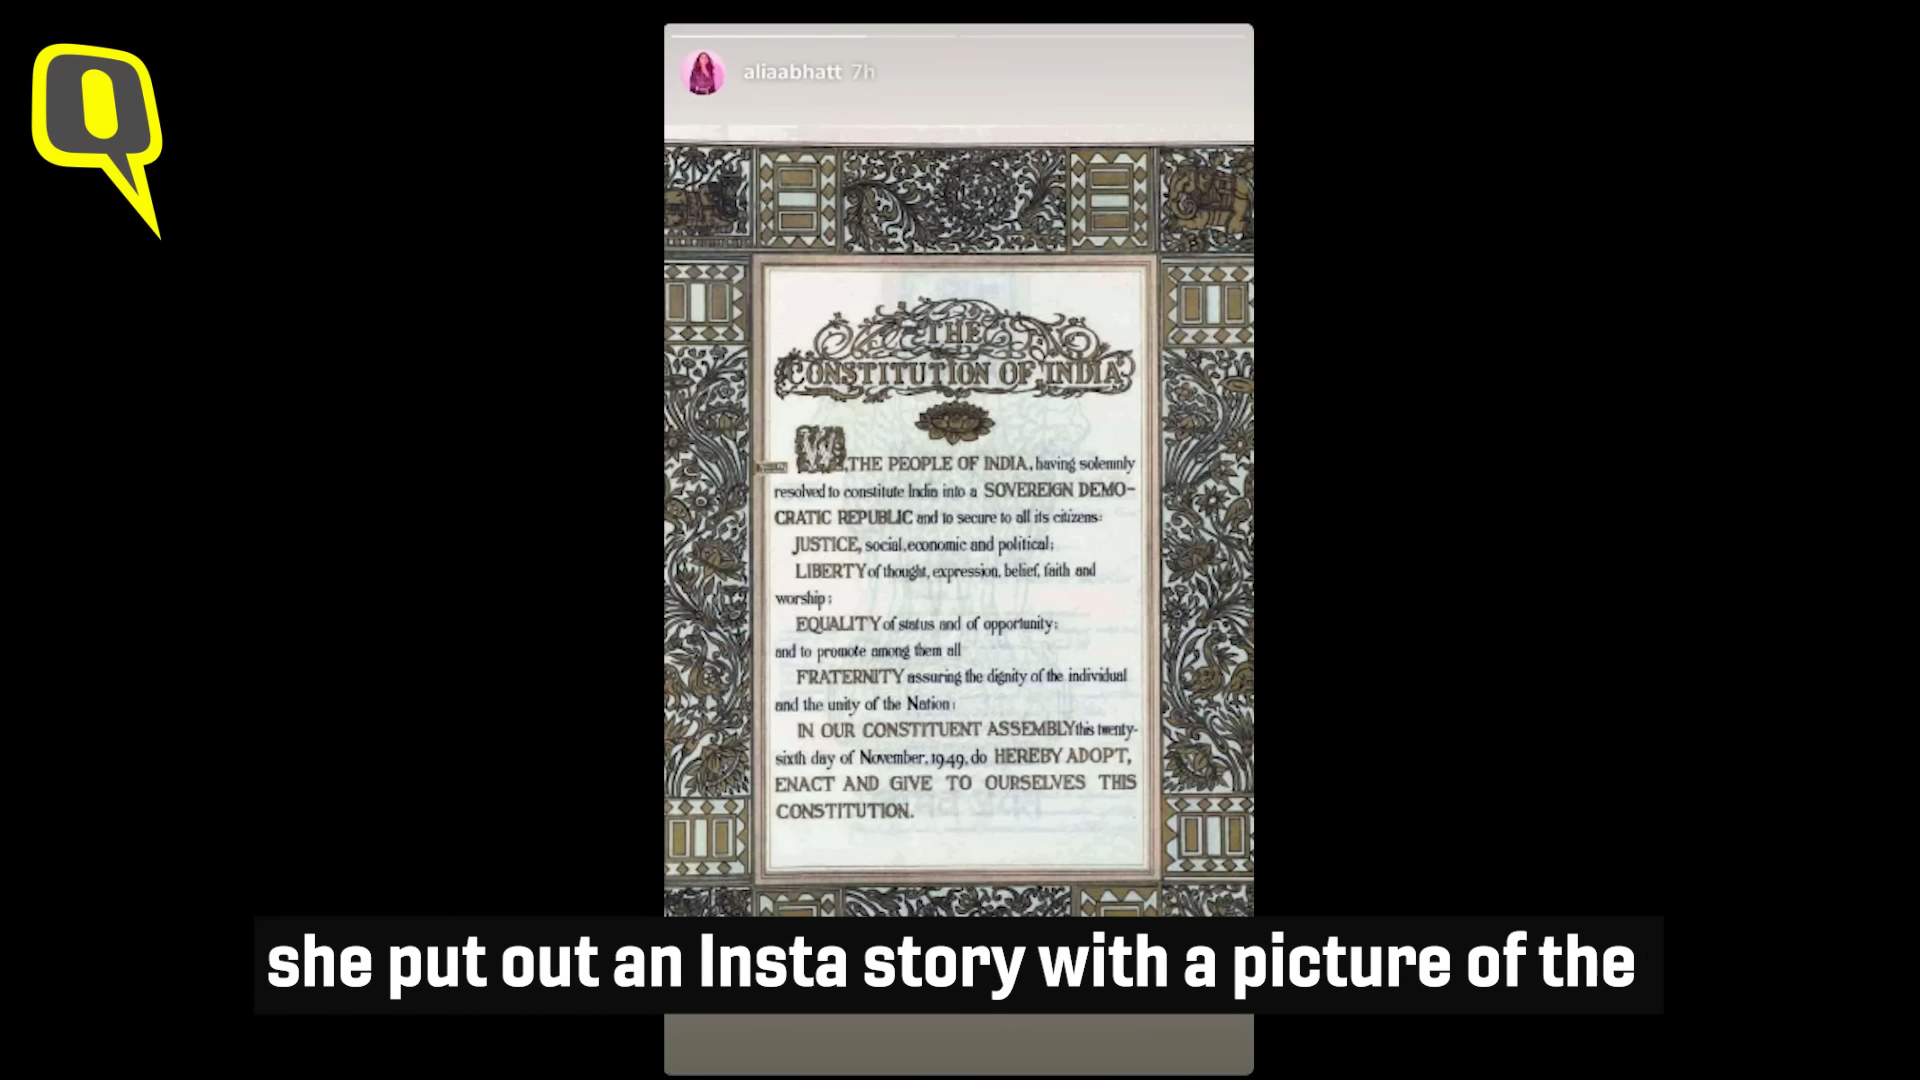 Q
aliaabhatt 7h
THE
CONSTITUTION OF INDIA
WE, THE PEOPLE OF INDIA, having solemnly
resolved to constitute India into a SOVEREIGN DEMO-
CRATIC REPUBLIC and to secure to all its citizens:
JUSTICE, social, economic and political;
LIBERTY of thought, expression, belief, faith and
worship;
EQUALITY of status and of opportunity;
and to promote among them all
FRATERNITY assuring the dignity of the individual
and the unity of the Nation;
IN OUR CONSTITUENT ASSEMBLY this twenty-
sixth day of November, 1949, do HEREBY ADOPT,
ENACT AND GIVE TO OURSELVES THIS
CONSTITUTION.
she put out an Insta story with a picture of the